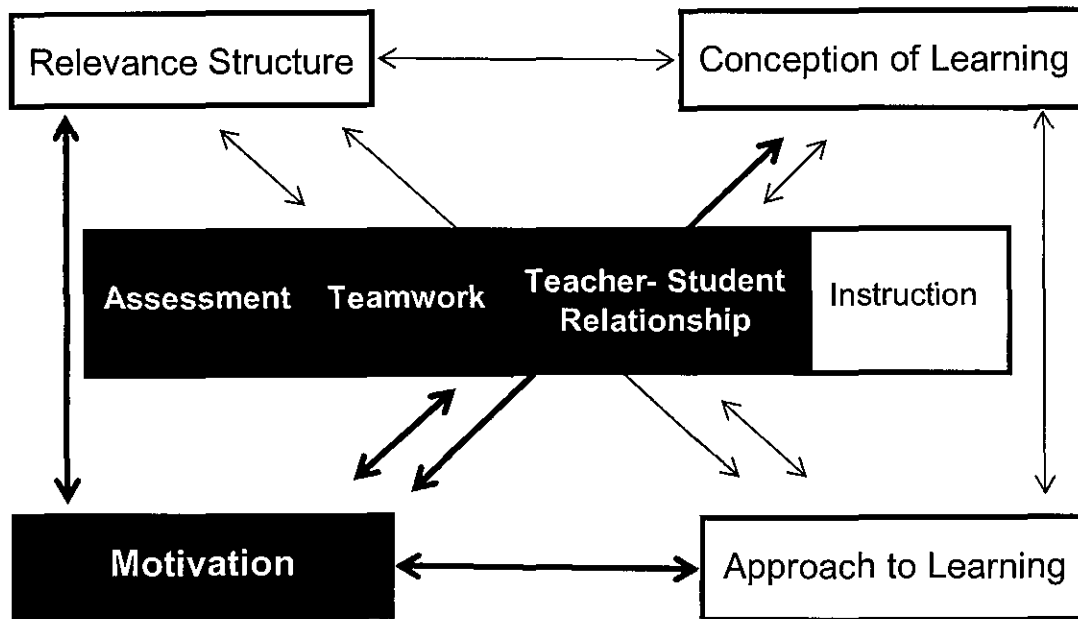 Relevance Structure
Conception of Learning
Assessment
Teamwork
Teacher- Student
Relationship
Instruction
Motivation
Approach to Learning